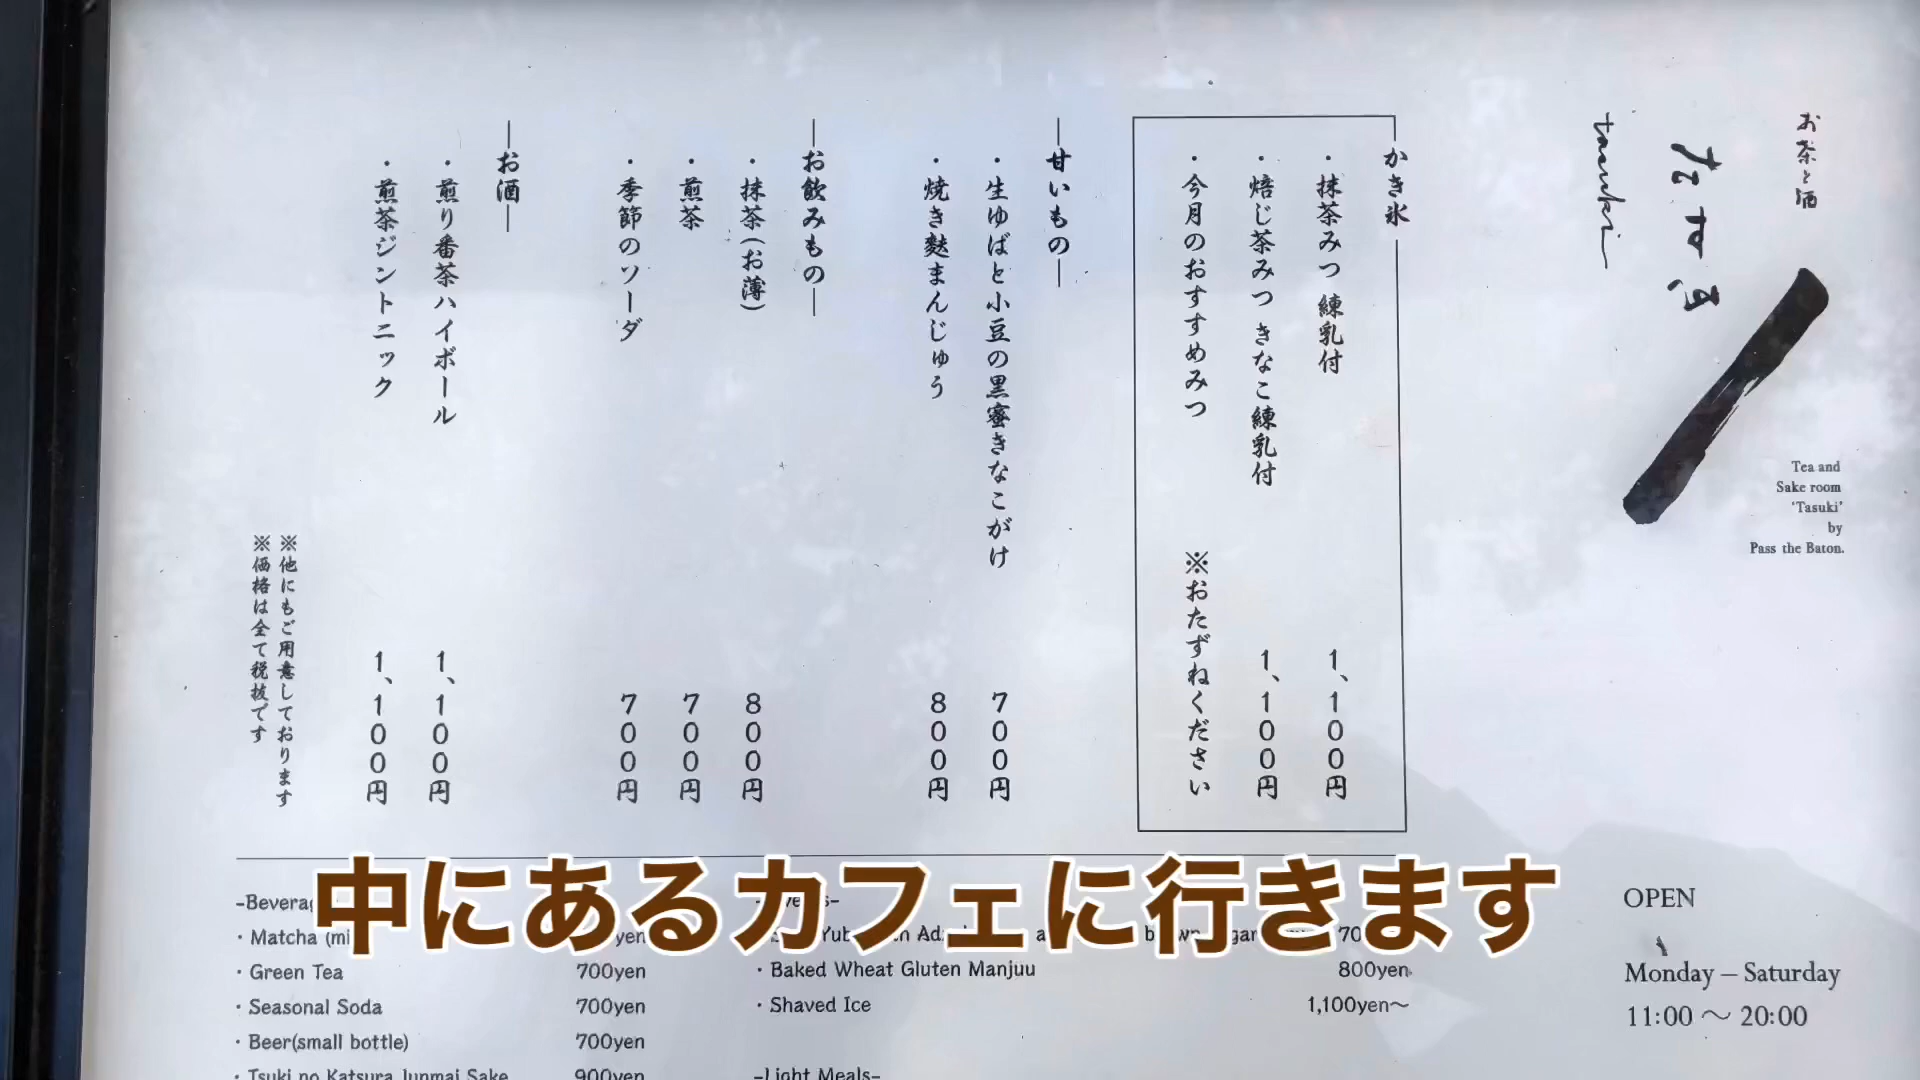 お茶と酒
たすき
tasuki
Tea and
Sake room
'Tasuki'
by
Pass the Baton.
かき氷
・抹茶みつ 練乳付 1、100円
・焙じ茶みつ きなこ練乳付 1、100円
・今月のおすすめみつ ※おたずねください
—甘いもの—
・生ゆばと小豆の黒蜜きなこがけ 700円
・焼き麩まんじゅう 800円
—お飲みもの—
・抹茶(お薄) 800円
・煎茶 700円
・季節のソーダ 700円
—お酒—
・煎り番茶ハイボール 1、100円
・煎茶ジントニック 1、100円
※他にもご用意しております
※価格は全て税抜です
中にあるカフェに行きます
・Matcha
・Green Tea 700yen
・Seasonal Soda 700yen
・Beer(small bottle) 700yen
・Tsuki no Katsura Junmai Sake 900yen
・Baked Wheat Gluten Manjuu 800yen
・Shaved Ice 1,100yen〜
-Light Meals-
OPEN
Monday – Saturday
11:00 〜 20:00